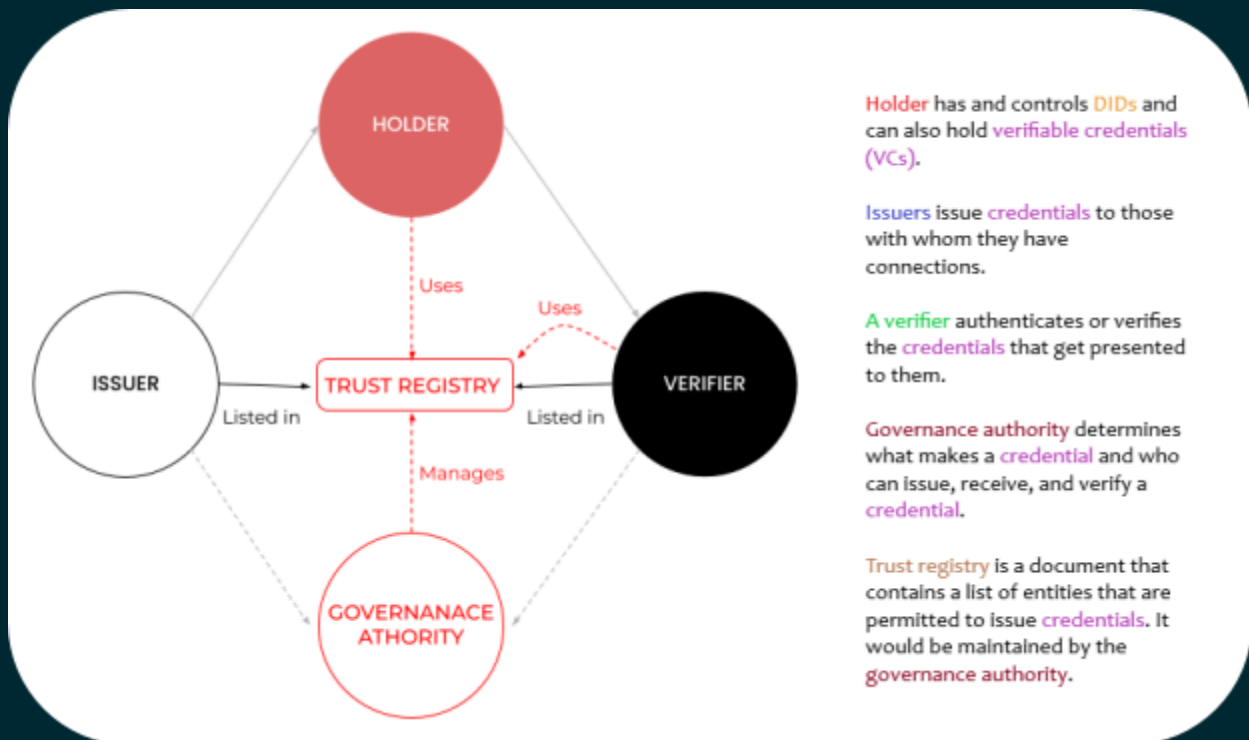 HOLDER
Uses
Uses
ISSUER
TRUST REGISTRY
VERIFIER
Listed in
Listed in
Manages
GOVERNANACE
ATHORITY
Holder has and controls DIDs and
can also hold verifiable credentials
(VCs).
Issuers issue credentials to those
with whom they have
connections.
A verifier authenticates or verifies
the credentials that get presented
to them.
Governance authority determines
what makes a credential and who
can issue, receive, and verify a
credential.
Trust registry is a document that
contains a list of entities that are
permitted to issue credentials. It
would be maintained by the
governance authority.